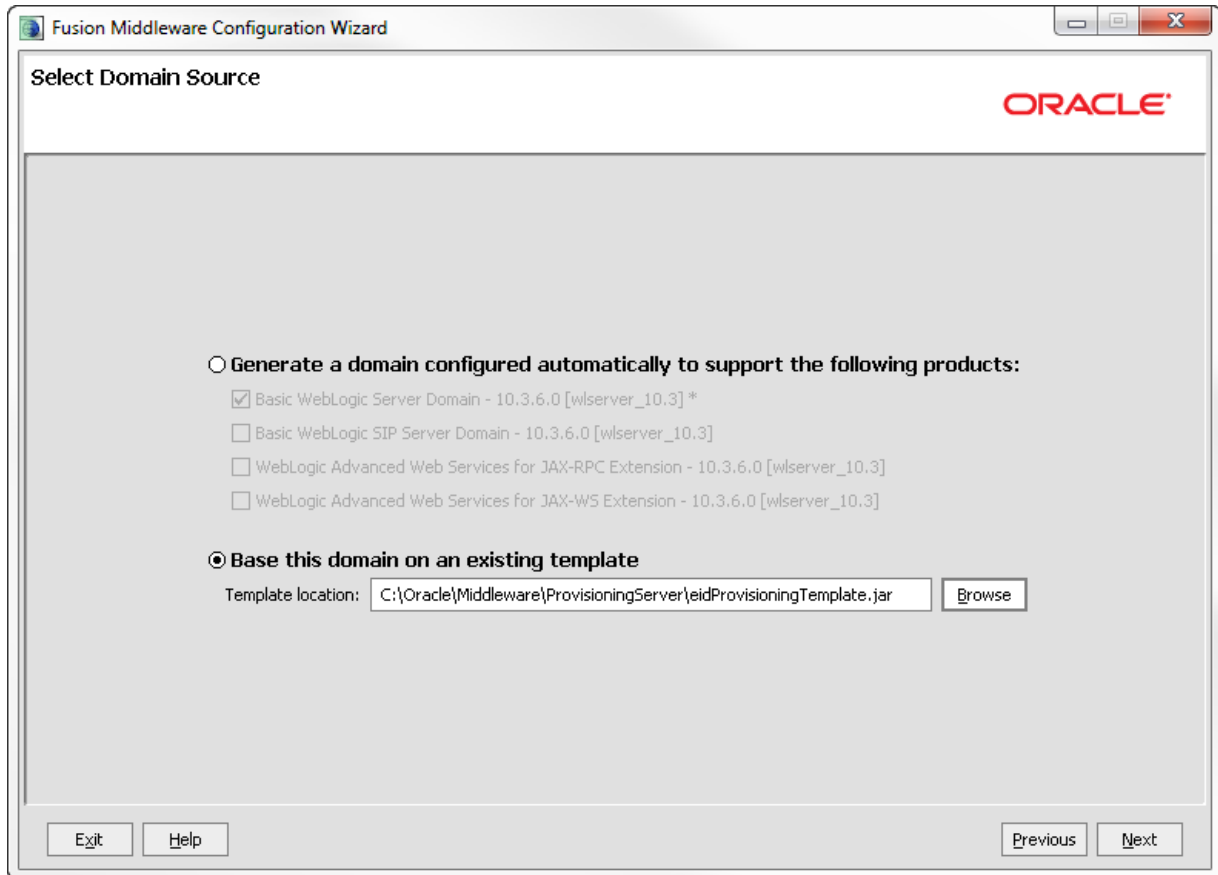 Fusion Middleware Configuration Wizard
Select Domain Source
ORACLE
Generate a domain configured automatically to support the following products:
Basic WebLogic Server Domain - 10.3.6.0 [wlserver_10.3] *
Basic WebLogic SIP Server Domain - 10.3.6.0 [wlserver_10.3]
WebLogic Advanced Web Services for JAX-RPC Extension - 10.3.6.0 [wlserver_10.3]
WebLogic Advanced Web Services for JAX-WS Extension - 10.3.6.0 [wlserver_10.3]
Base this domain on an existing template
Template location: C:\Oracle\Middleware\ProvisioningServer\eidProvisioningTemplate.jar Browse
Exit Help Previous Next